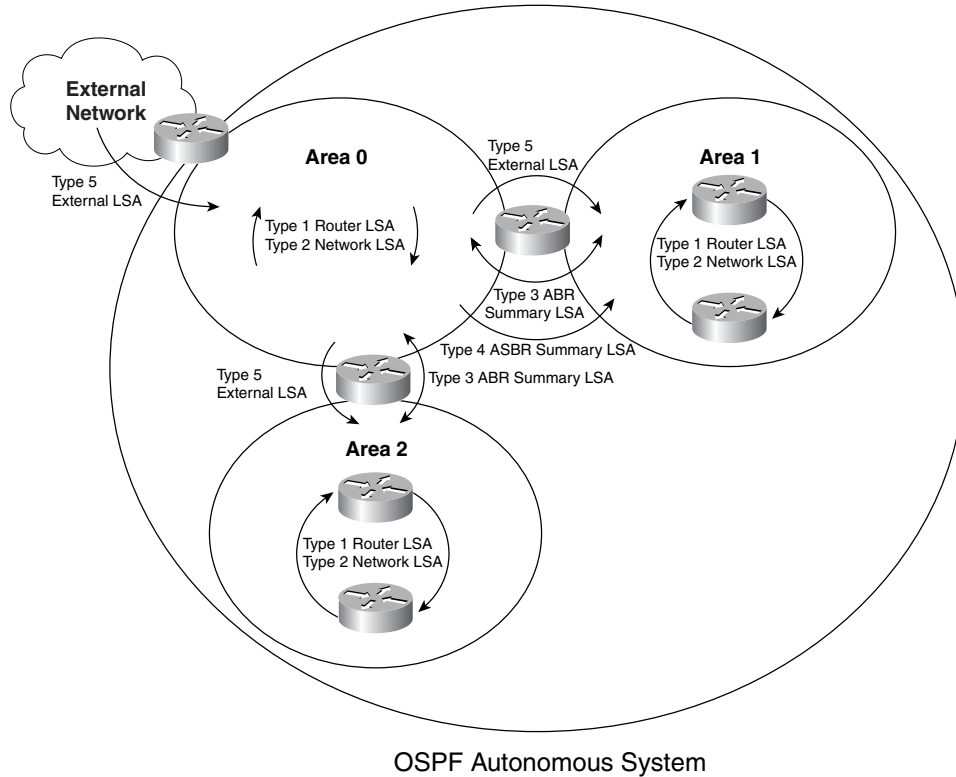 External
Network
Type 5
External LSA
Area 0
Type 1 Router LSA
Type 2 Network LSA
Type 5
External LSA
Type 3 ABR
Summary LSA
Type 4 ASBR Summary LSA
Area 1
Type 1 Router LSA
Type 2 Network LSA
Type 5
External LSA
Type 3 ABR Summary LSA
Area 2
Type 1 Router LSA
Type 2 Network LSA
OSPF Autonomous System